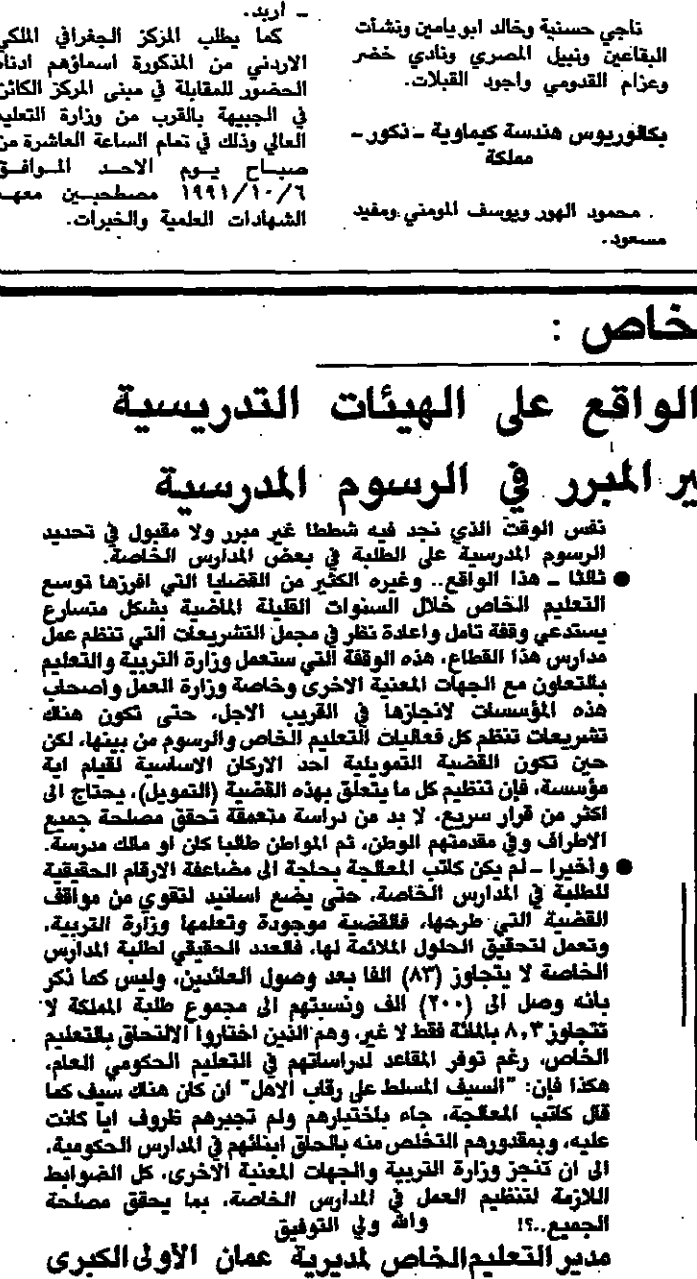 ناجي حسنية وخالد ابو يامين ونشأت
البقاعين ونبيل المصري ونادي خضر
وعزام القدومي واجود القبلات.
بكالوريوس هندسة كيماوية - ذكور -
مملكة
محمود الهور ويوسف المومني ومفيد
مسعود.
- اربد.
كما يطلب المركز الجغرافي الملكي
الاردني من المذكورة اسماؤهم ادناه
الحضور للمقابلة في مبنى المركز الكائن
في الجبيهة بالقرب من وزارة التعليم
العالي وذلك في تمام الساعة العاشرة من
صباح يوم الاحد الموافق
١٩٩١/١٠/٦ مصطحبين معهم
الشهادات العلمية والخبرات.
خاص :
الواقع على الهيئات التدريسية
ير المبرر في الرسوم المدرسية
نفس الوقت الذي نجد فيه شططا غير مبرر ولا مقبول في تحديد
الرسوم المدرسية على الطلبة في بعض المدارس الخاصة.
● ثالثا - هذا الواقع.. وغيره الكثير من القضايا التي افرزها توسع
التعليم الخاص خلال السنوات القليلة الماضية بشكل متسارع
يستدعي وقفة تامل واعادة نظر في مجمل التشريعات التي تنظم عمل
مدارس هذا القطاع، هذه الوقفة التي ستعمل وزارة التربية والتعليم
بالتعاون مع الجهات المعنية الاخرى وخاصة وزارة العمل واصحاب
هذه المؤسسات لانجازها في القريب الاجل، حتى تكون هناك
تشريعات تنظم كل فعاليات التعليم الخاص والرسوم من بينها، لكن
حين تكون القضية التمويلية احد الاركان الاساسية لقيام اية
مؤسسة، فإن تنظيم كل ما يتعلق بهذه القضية (التمويل)، يحتاج الى
اكثر من قرار سريع، لا بد من دراسة متعمقة تحقق مصلحة جميع
الاطراف وفي مقدمتهم الوطن، ثم المواطن طالبا كان او مالك مدرسة.
● واخيرا - لم يكن كاتب المعالجة بحاجة الى مضاعفة الارقام الحقيقية
للطلبة في المدارس الخاصة، حتى يضع اسانيد لتقوي من مواقف
القضية التي طرحها، فالقضية موجودة وتعلمها وزارة التربية،
وتعمل لتحقيق الحلول الملائمة لها، فالعدد الحقيقي لطلبة المدارس
الخاصة لا يتجاوز (٨٣) الفا بعد وصول العائدين، وليس كما ذكر
بانه وصل الى (٢٠٠) الف ونسبتهم الى مجموع طلبة المملكة لا
تتجاوز ٨,٣ بالمائة فقط لا غير، وهم الذين اختاروا الالتحاق بالتعليم
الخاص، رغم توفر المقاعد لدراساتهم في التعليم الحكومي العام،
هكذا فإن: "السيف المسلط على رقاب الاهل" ان كان هناك سيف كما
قال كاتب المعالجة، جاء باختيارهم ولم تجبرهم ظروف اياً كانت
عليه، وبمقدورهم التخلص منه بالحاق ابنائهم في المدارس الحكومية،
الى ان تنجز وزارة التربية والجهات المعنية الاخرى، كل الضوابط
اللازمة لتنظيم العمل في المدارس الخاصة، بما يحقق مصلحة
الجميع..؟! والله ولي التوفيق
مدير التعليم الخاص لمديرية عمان الأولى الكبرى